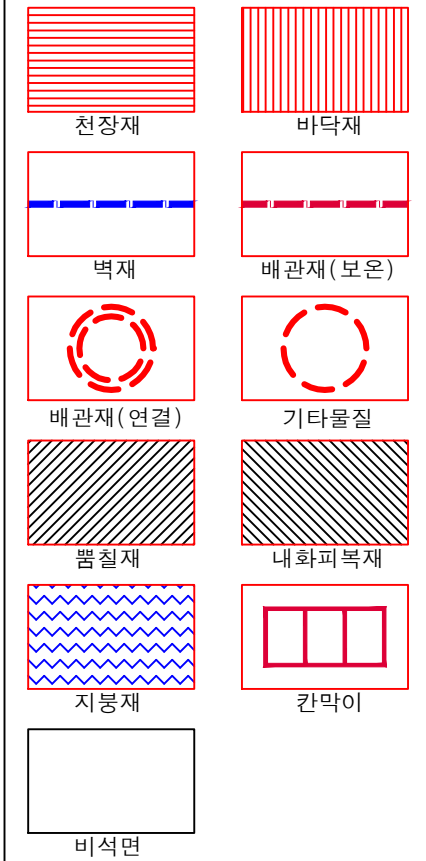 천장재
바닥재
벽재
배관재(보온)
배관재(연결)
기타물질
뿜칠재
내화피복재
지붕재
칸막이
비석면